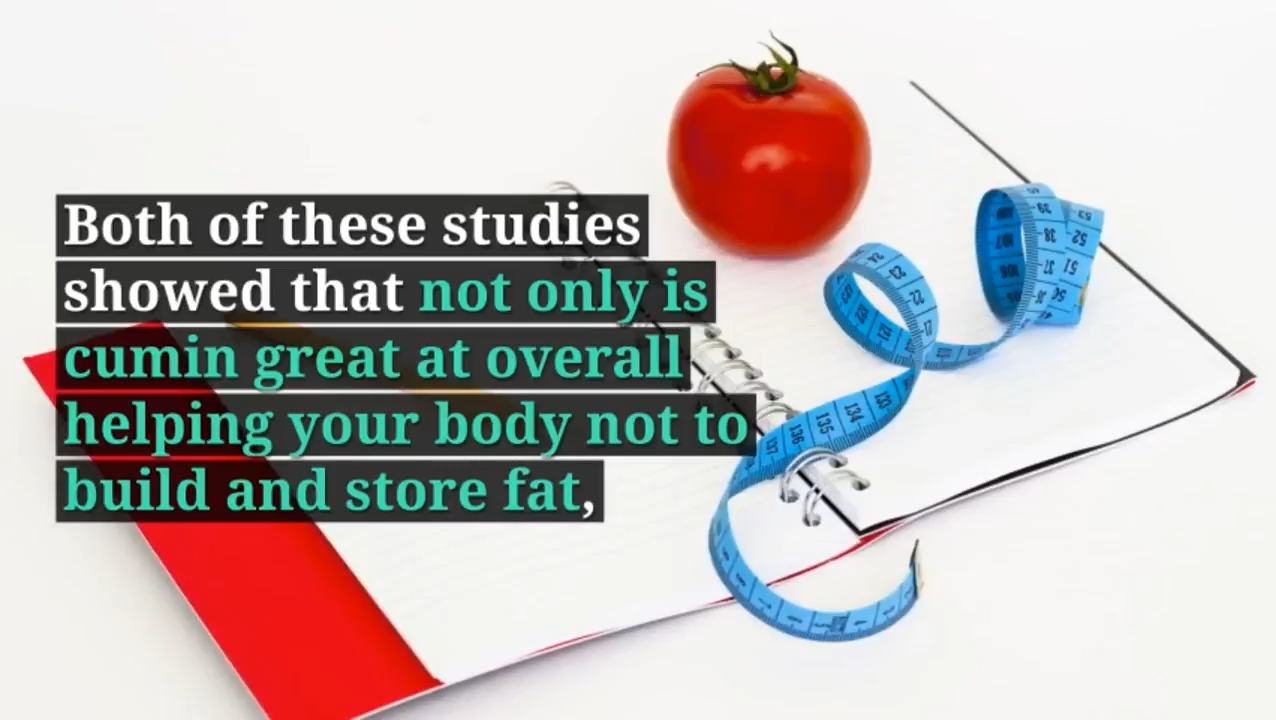 Both of these studies
showed that not only is
cumin great at overall
helping your body not to
build and store fat,